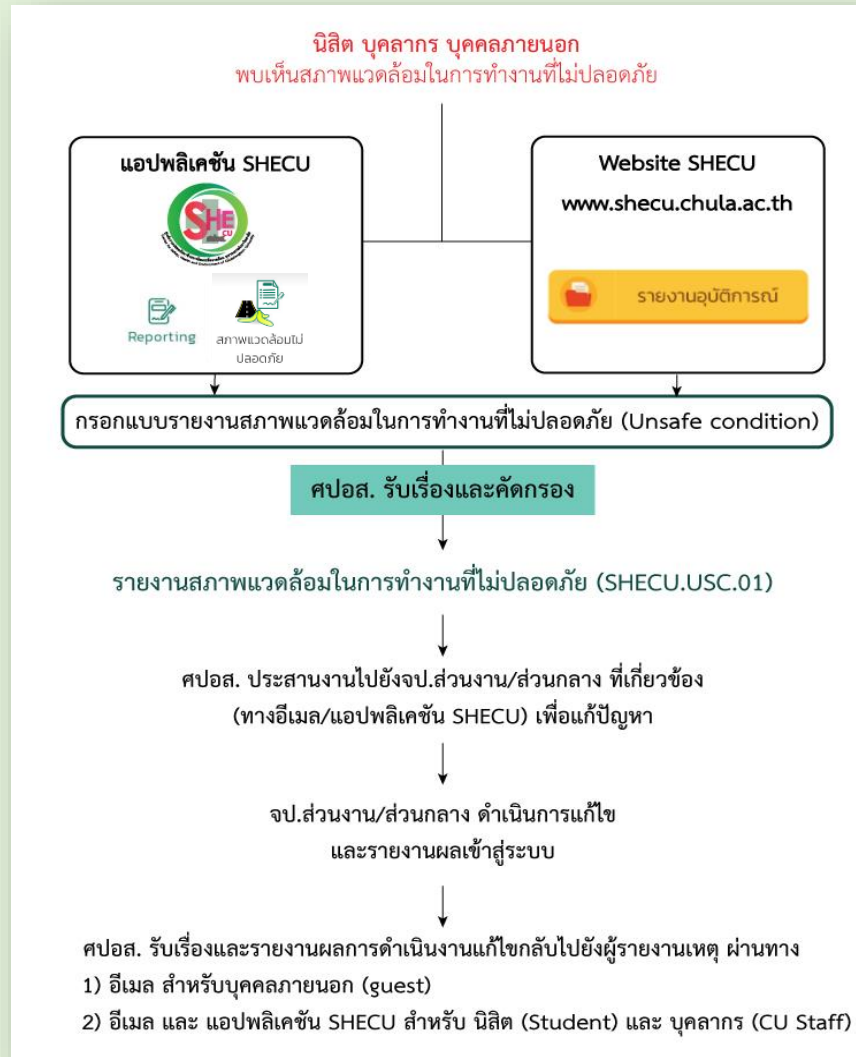 นิสิต บุคลากร บุคคลภายนอก
พบเห็นสภาพแวดล้อมในการทำงานที่ไม่ปลอดภัย
แอปพลิเคชัน SHECU
SHE
CU
Reporting
สภาพแวดล้อมไม่
ปลอดภัย
Website SHECU
www.shecu.chula.ac.th
รายงานอุบัติการณ์
กรอกแบบรายงานสภาพแวดล้อมในการทำงานที่ไม่ปลอดภัย (Unsafe condition)
ศปอส. รับเรื่องและคัดกรอง
รายงานสภาพแวดล้อมในการทำงานที่ไม่ปลอดภัย (SHECU.USC.01)
ศปอส. ประสานงานไปยังจป.ส่วนงาน/ส่วนกลาง ที่เกี่ยวข้อง
(ทางอีเมล/แอปพลิเคชัน SHECU) เพื่อแก้ปัญหา
จป.ส่วนงาน/ส่วนกลาง ดำเนินการแก้ไข
และรายงานผลเข้าสู่ระบบ
ศปอส. รับเรื่องและรายงานผลการดำเนินงานแก้ไขกลับไปยังผู้รายงานเหตุ ผ่านทาง
1) อีเมล สำหรับบุคคลภายนอก (guest)
2) อีเมล และ แอปพลิเคชัน SHECU สำหรับ นิสิต (Student) และ บุคลากร (CU Staff)